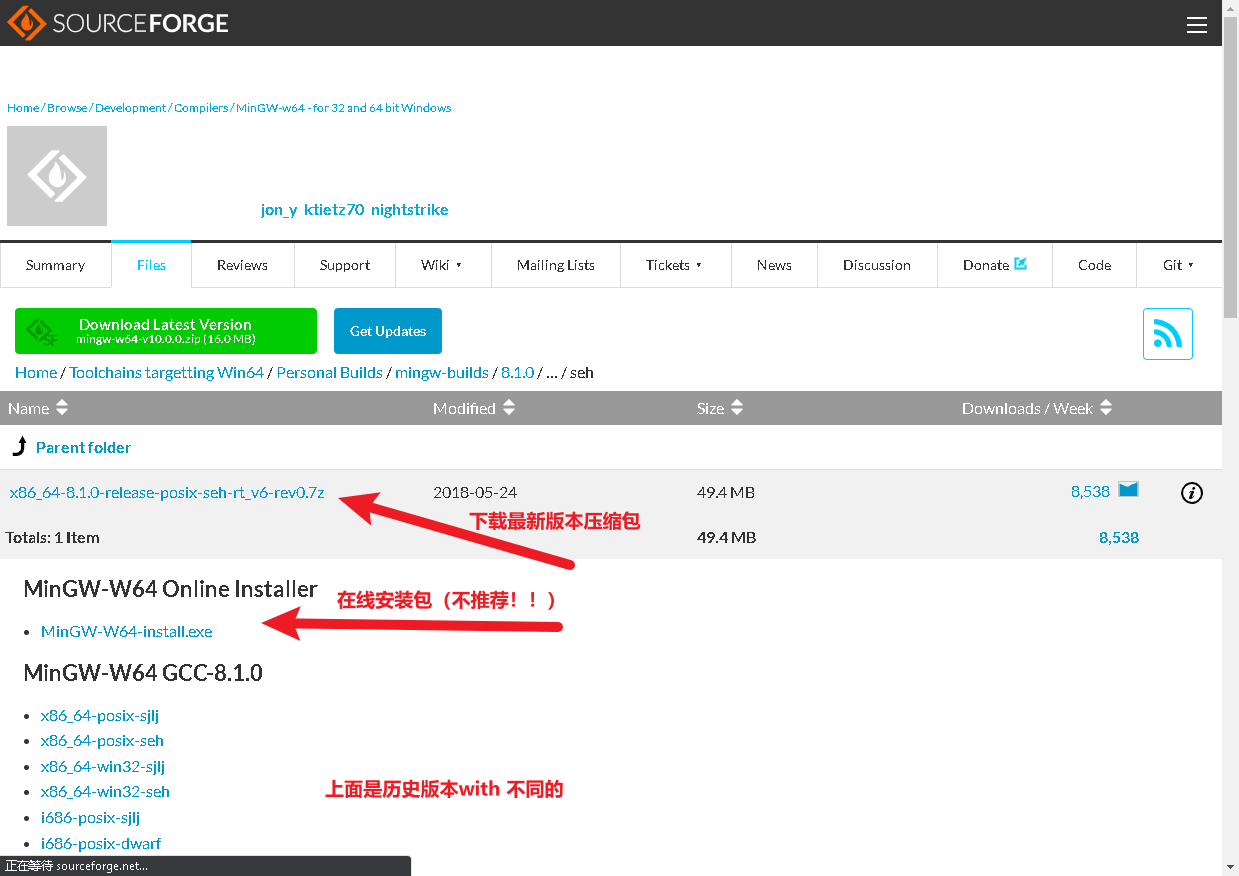 SOURCEFORGE
Home / Browse / Development / Compilers / MinGW-w64 - for 32 and 64 bit Windows
jon_y ktietz70 nightstrike
Summary Files Reviews Support Wiki Mailing Lists Tickets News Discussion Donate Code Git
Download Latest Version
mingw-w64-v10.0.0.zip (16.0 MB)
Get Updates
Home / Toolchains targetting Win64 / Personal Builds / mingw-builds / 8.1.0 / ... / seh
Name Modified Size Downloads / Week
Parent folder
x86_64-8.1.0-release-posix-seh-rt_v6-rev0.7z 2018-05-24 49.4 MB 8,538
下载最新版本压缩包
Totals: 1 Item 49.4 MB 8,538
MinGW-W64 Online Installer
在线安装包（不推荐！！）
MinGW-W64-install.exe
MinGW-W64 GCC-8.1.0
x86_64-posix-sjlj
x86_64-posix-seh
x86_64-win32-sjlj
x86_64-win32-seh
上面是历史版本with 不同的
i686-posix-sjlj
i686-posix-dwarf
正在等待 sourceforge.net...